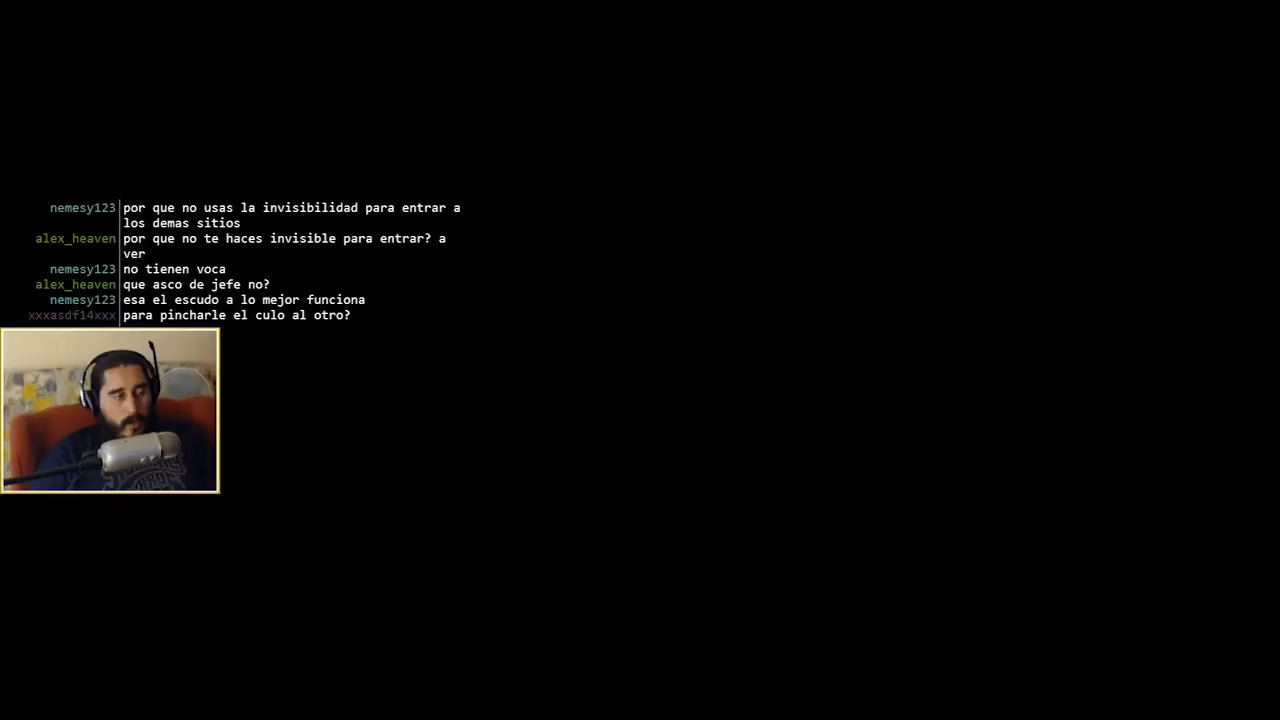 nemesy123 por que no usas la invisibilidad para entrar a
los demas sitios
alex_heaven por que no te haces invisible para entrar? a
ver
nemesy123 no tienen voca
alex_heaven que asco de jefe no?
nemesy123 esa el escudo a lo mejor funciona
xxxasdf14xxx para pincharle el culo al otro?